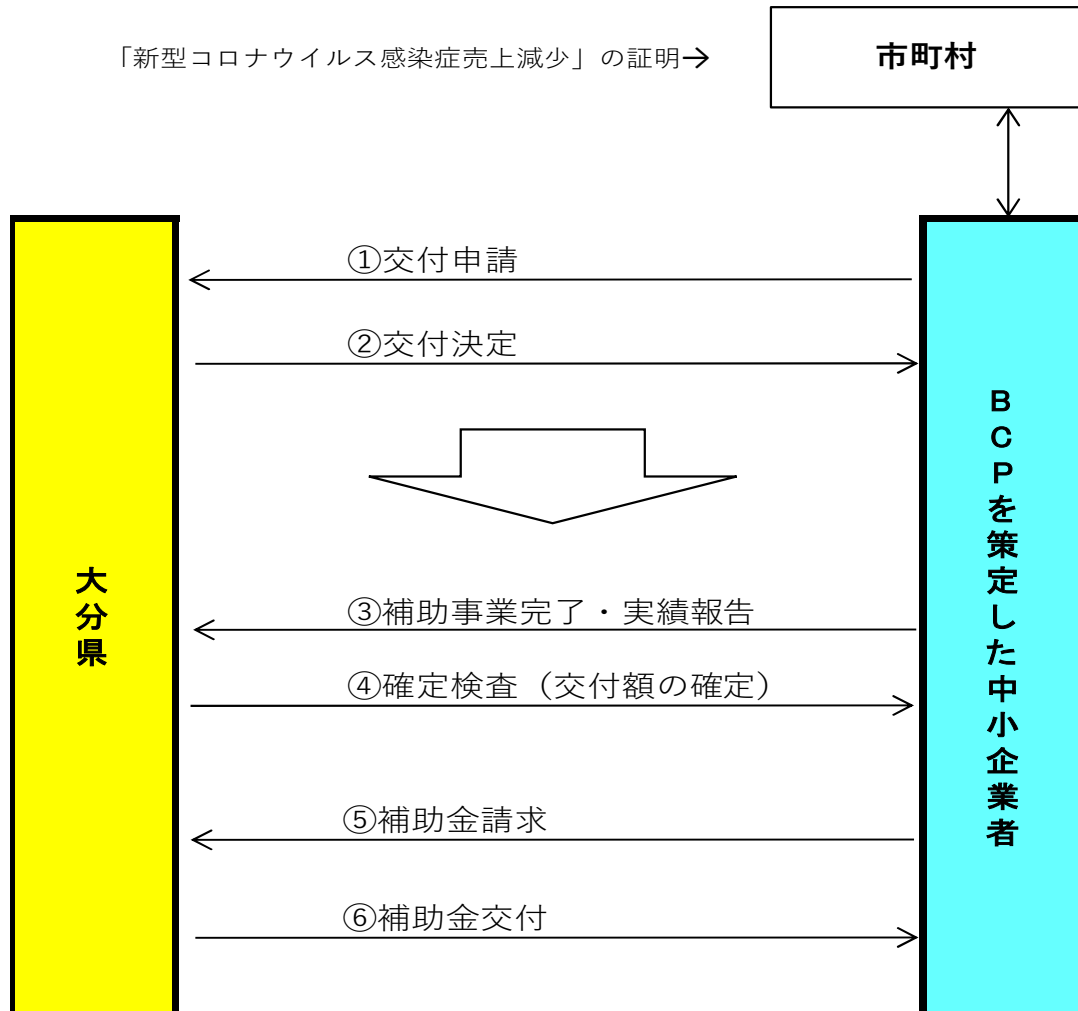 「新型コロナウイルス感染症売上減少」の証明→
市町村
①交付申請
②交付決定
③補助事業完了・実績報告
④確定検査（交付額の確定）
⑤補助金請求
⑥補助金交付
大分県
ＢＣＰを策定した中小企業者